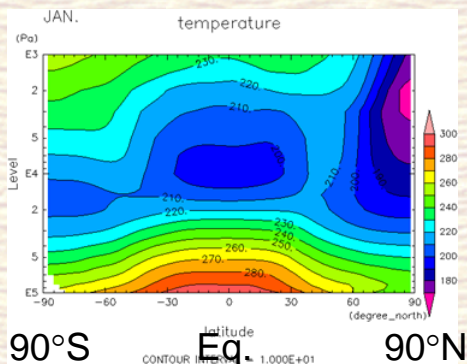 JAN.
temperature
(Pa)
E3
2
5
E4
2
5
E5
Level
230.
220.
210.
200.
210.
200.
190.
210.
220.
230.
240.
250.
260.
270.
280.
300
280
260
240
220
200
180
−90 −60 −30 0 30 60 90
(degree_north)
latitude
90°S Eq. 90°N
CONTOUR INTERVAL = 1.000E+01